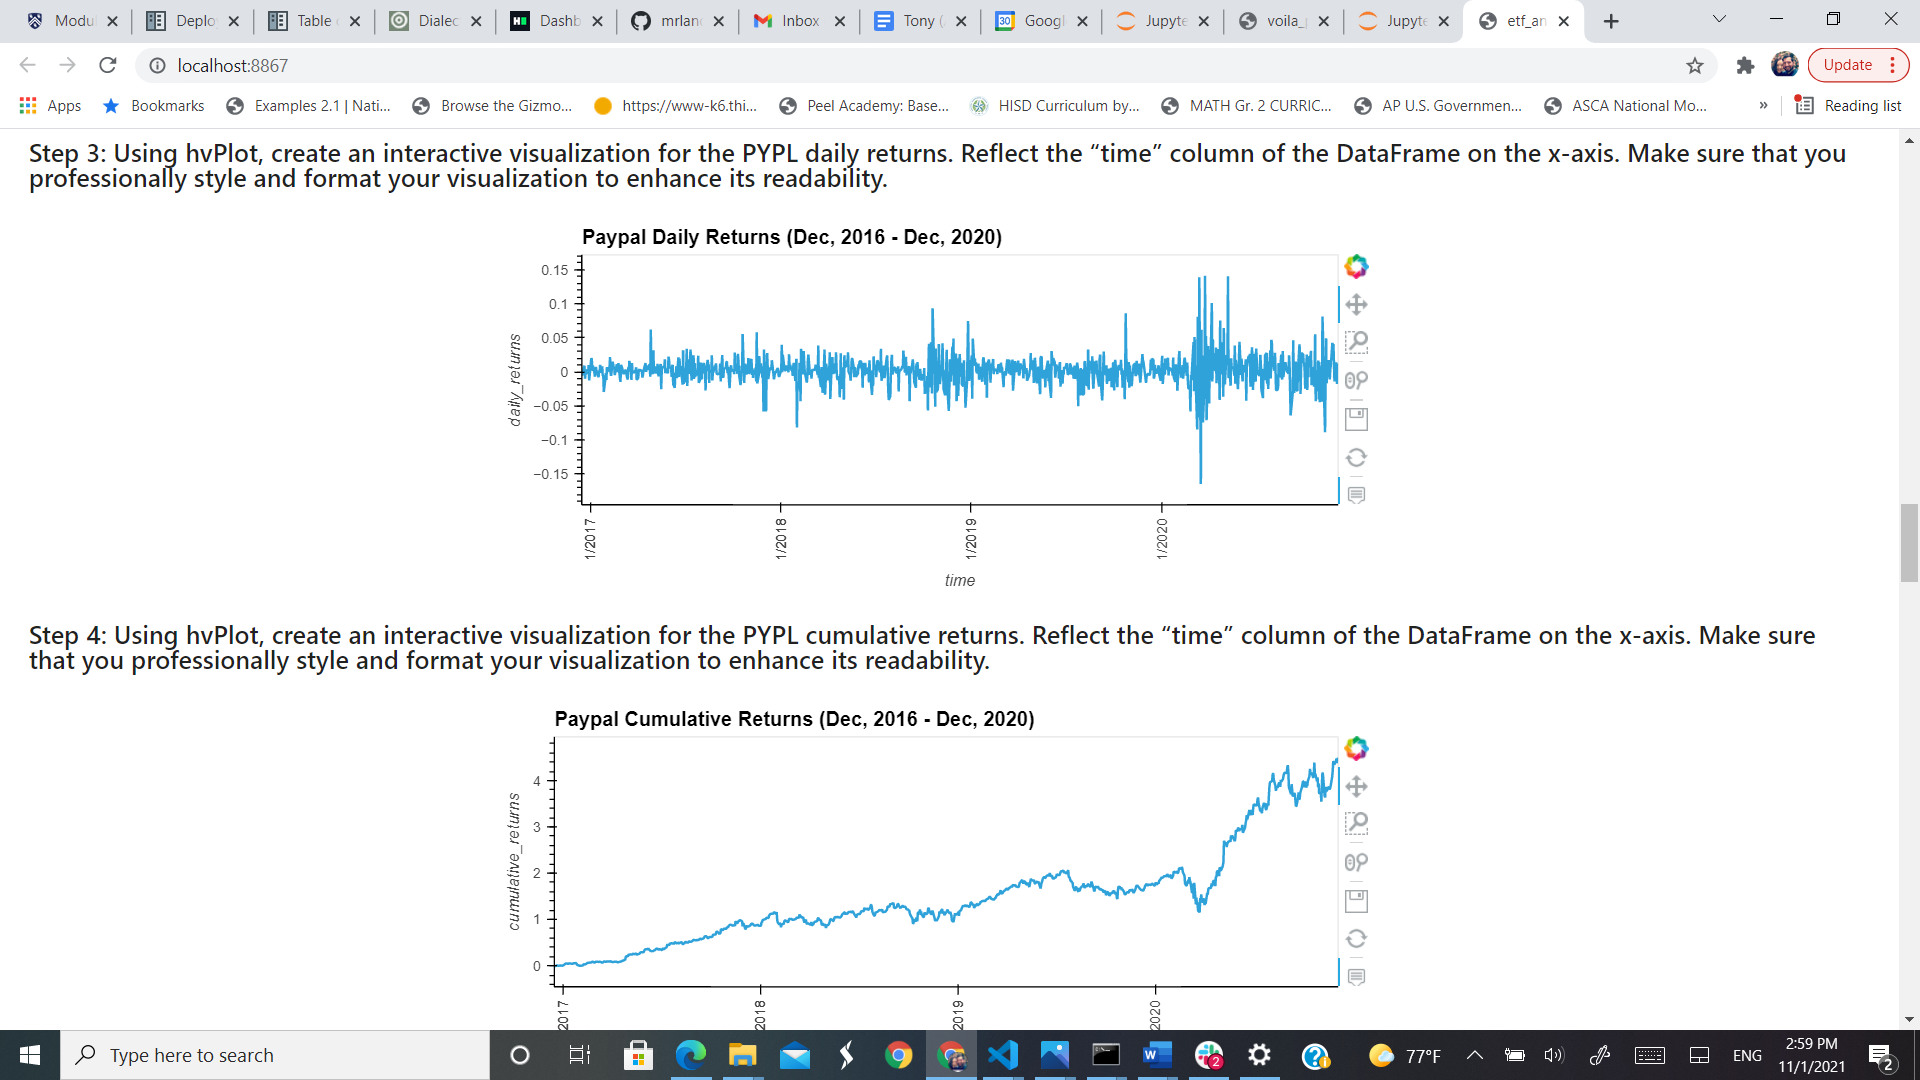 Modu
Deplo
Table
Dialec
Dashb
mrlan
Inbox
Tony (
Googl
Jupyte
voila_
Jupyte
etf_an
localhost:8867
Update
Apps
Bookmarks
Examples 2.1 | Nati...
Browse the Gizmo...
https://www-k6.thi...
Peel Academy: Base...
HISD Curriculum by...
MATH Gr. 2 CURRIC...
AP U.S. Governmen...
ASCA National Mo...
»
Reading list
Step 3: Using hvPlot, create an interactive visualization for the PYPL daily returns. Reflect the “time” column of the DataFrame on the x-axis. Make sure that you
professionally style and format your visualization to enhance its readability.
Paypal Daily Returns (Dec, 2016 - Dec, 2020)
0.15
0.1
0.05
0
−0.05
−0.1
−0.15
daily_returns
1/2017
1/2018
1/2019
1/2020
time
Step 4: Using hvPlot, create an interactive visualization for the PYPL cumulative returns. Reflect the “time” column of the DataFrame on the x-axis. Make sure
that you professionally style and format your visualization to enhance its readability.
Paypal Cumulative Returns (Dec, 2016 - Dec, 2020)
4
3
2
1
0
cumulative_returns
2017
2018
2019
2020
Type here to search
77°F
ENG
2:59 PM
11/1/2021
2